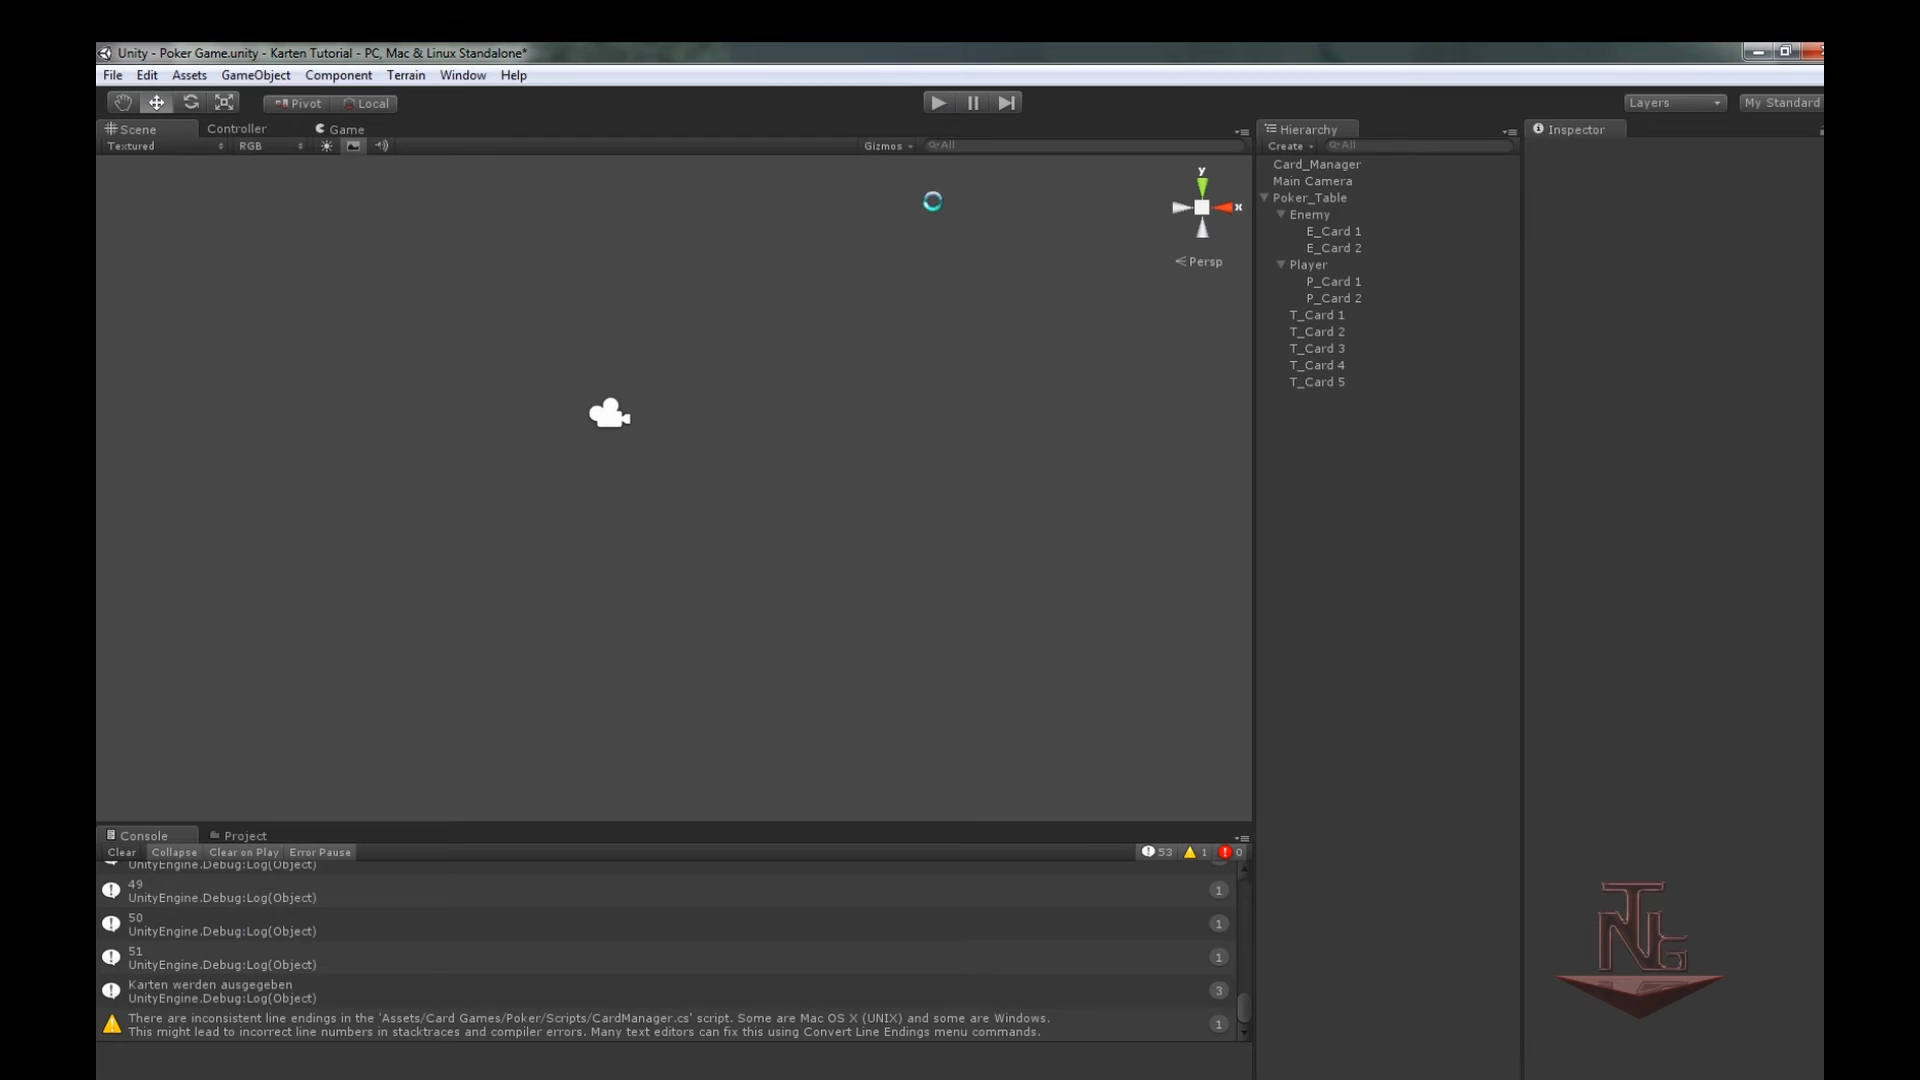 Unity - Poker Game.unity - Karten Tutorial - PC, Mac & Linux Standalone*
File Edit Assets GameObject Component Terrain Window Help
Pivot Local
Layers
My Standard
Scene Controller Game
Hierarchy
Inspector
Textured RGB
Gizmos
All
Create
All
Card_Manager
Main Camera
Poker_Table
Enemy
E_Card 1
E_Card 2
Player
P_Card 1
P_Card 2
T_Card 1
T_Card 2
T_Card 3
T_Card 4
T_Card 5
y
x
Persp
Console Project
Clear Collapse Clear on Play Error Pause
53 1 0
UnityEngine.Debug:Log(Object)
49
UnityEngine.Debug:Log(Object)
1
50
UnityEngine.Debug:Log(Object)
1
51
UnityEngine.Debug:Log(Object)
1
Karten werden ausgegeben
UnityEngine.Debug:Log(Object)
3
There are inconsistent line endings in the 'Assets/Card Games/Poker/Scripts/CardManager.cs' script. Some are Mac OS X (UNIX) and some are Windows.
This might lead to incorrect line numbers in stacktraces and compiler errors. Many text editors can fix this using Convert Line Endings menu commands.
1
TNG